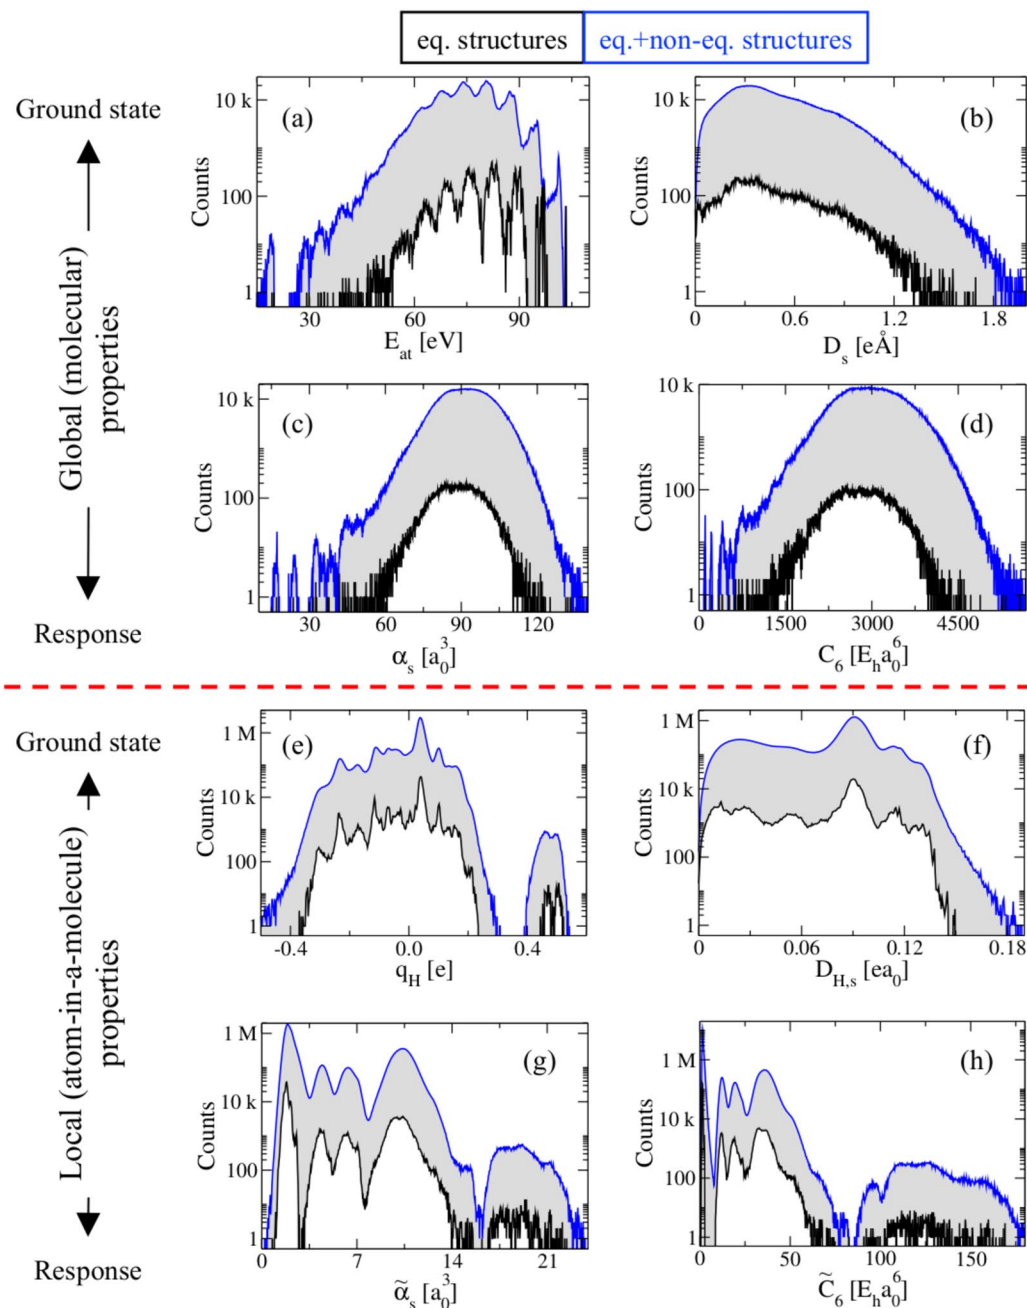 eq. structures eq.+non-eq. structures
Ground state
Global (molecular)
properties
Response
(a)
Counts
10 k
100
1
30 60 90
E_at [eV]
(b)
Counts
10 k
100
1
0 0.6 1.2 1.8
D_s [eÅ]
(c)
Counts
10 k
100
1
30 60 90 120
α_s [a_0^3]
(d)
Counts
10 k
100
1
0 1500 3000 4500
C_6 [E_h a_0^6]
Ground state
Local (atom-in-a-molecule)
properties
Response
(e)
Counts
1 M
10 k
100
1
-0.4 0.0 0.4
q_H [e]
(f)
Counts
1 M
10 k
100
1
0 0.06 0.12 0.18
D_H,s [ea_0]
(g)
Counts
1 M
10 k
100
1
0 7 14 21
α̃_s [a_0^3]
(h)
Counts
1 M
10 k
100
1
0 50 100 150
C̃_6 [E_h a_0^6]